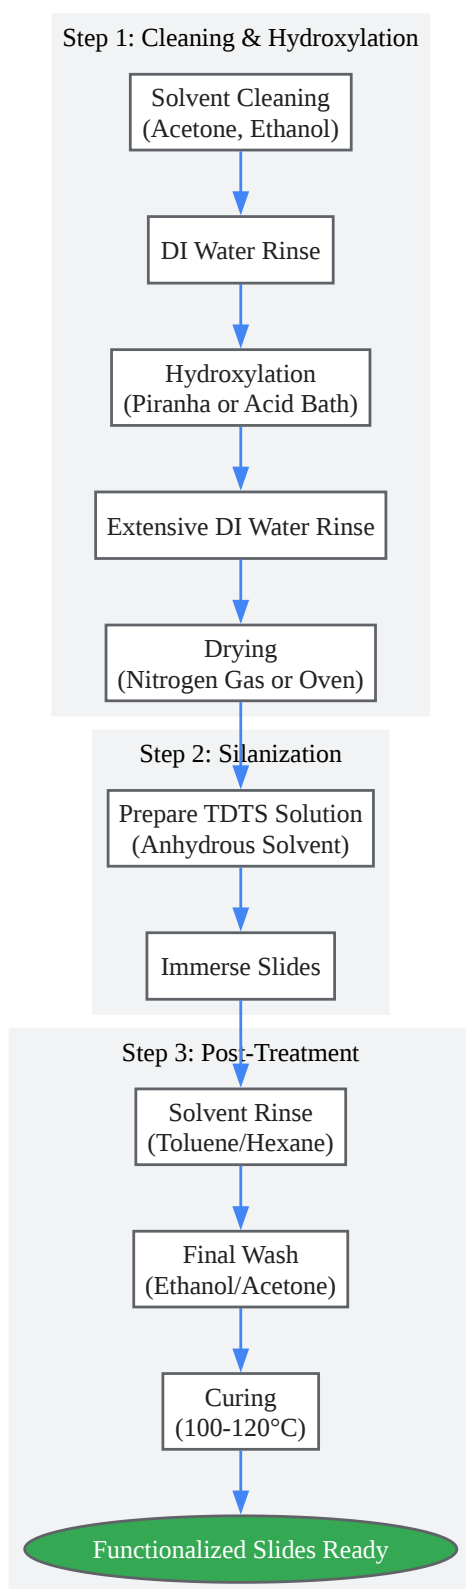 Step 1: Cleaning & Hydroxylation
Solvent Cleaning
(Acetone, Ethanol)
DI Water Rinse
Hydroxylation
(Piranha or Acid Bath)
Extensive DI Water Rinse
Drying
(Nitrogen Gas or Oven)
Step 2: Silanization
Prepare TDTS Solution
(Anhydrous Solvent)
Immerse Slides
Step 3: Post-Treatment
Solvent Rinse
(Toluene/Hexane)
Final Wash
(Ethanol/Acetone)
Curing
(100-120°C)
Functionalized Slides Ready